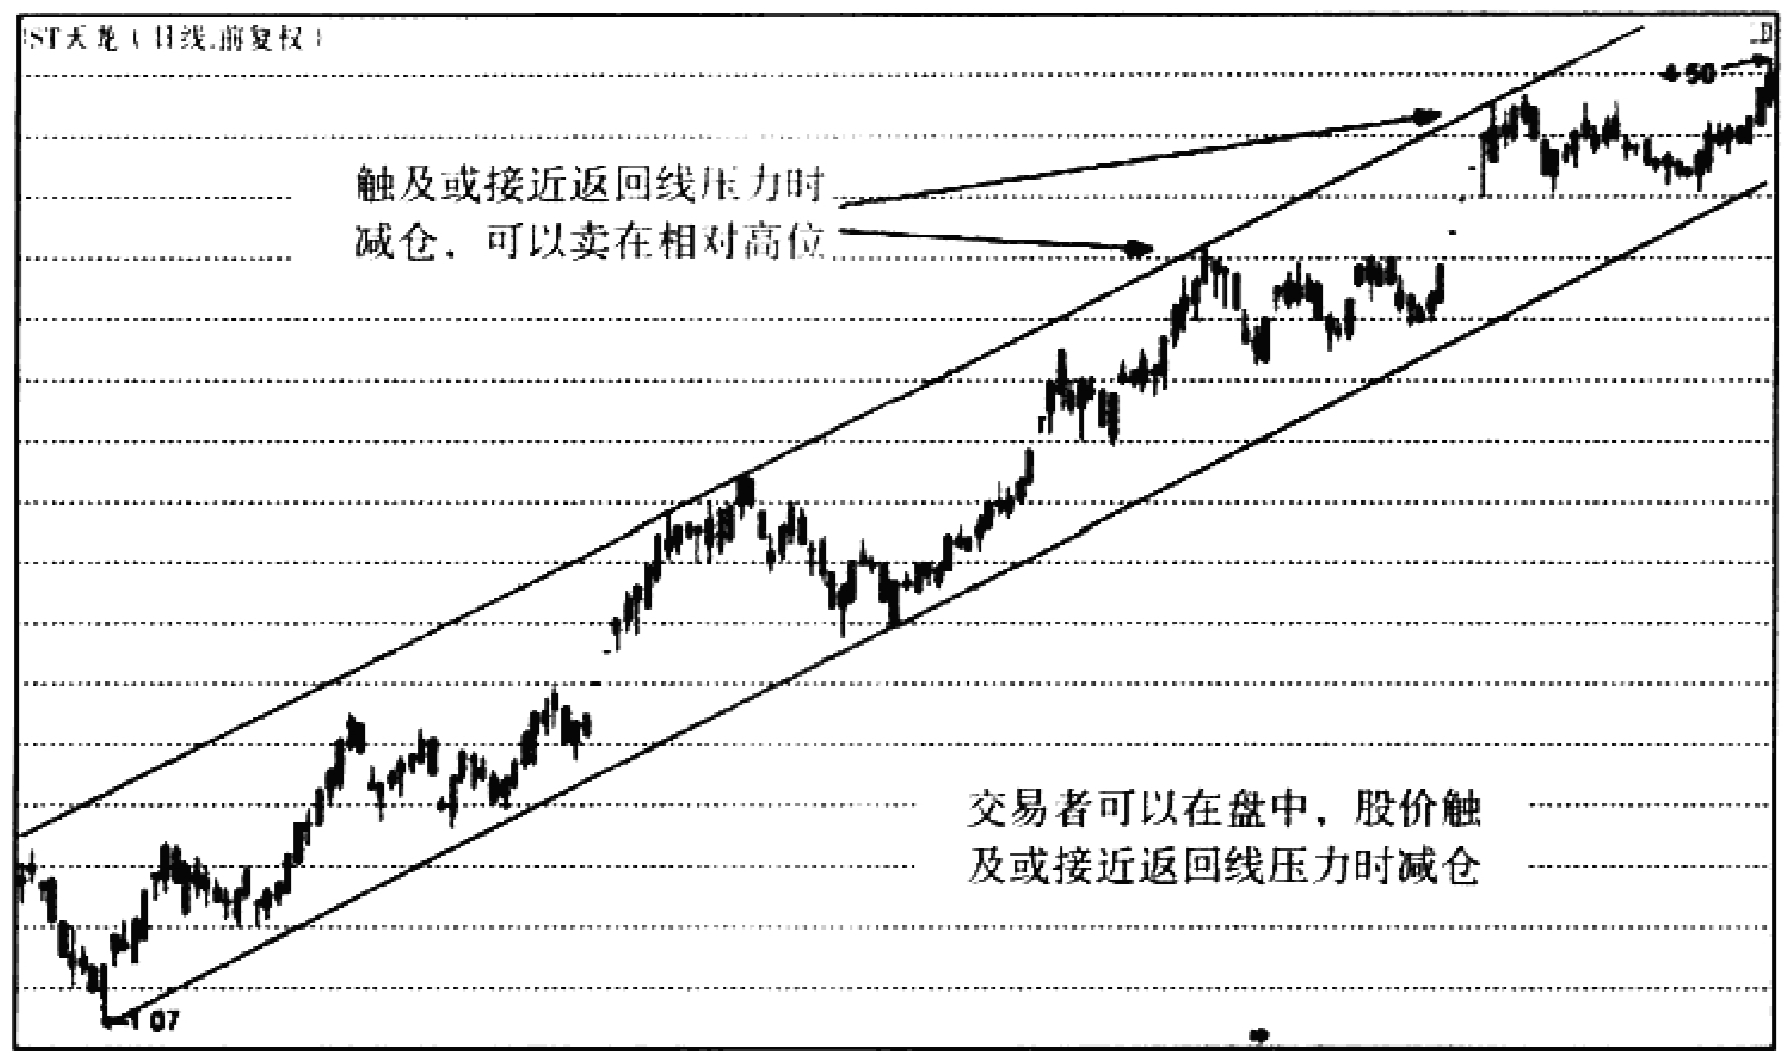 ST天龙（日线.前复权）
4.50
触及或接近返回线压力时
减仓，可以卖在相对高位
交易者可以在盘中，股价触
及或接近返回线压力时减仓
1.07